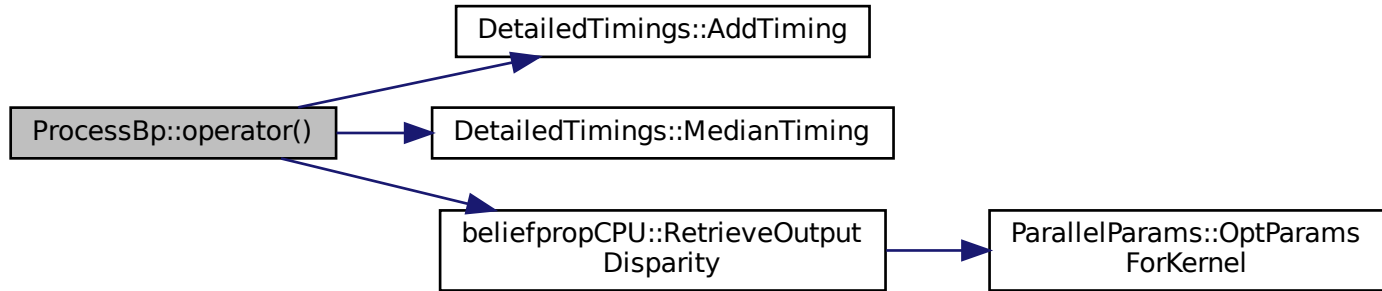 DetailedTimings::AddTiming
ProcessBp::operator()
DetailedTimings::MedianTiming
beliefpropCPU::RetrieveOutput
Disparity
ParallelParams::OptParams
ForKernel